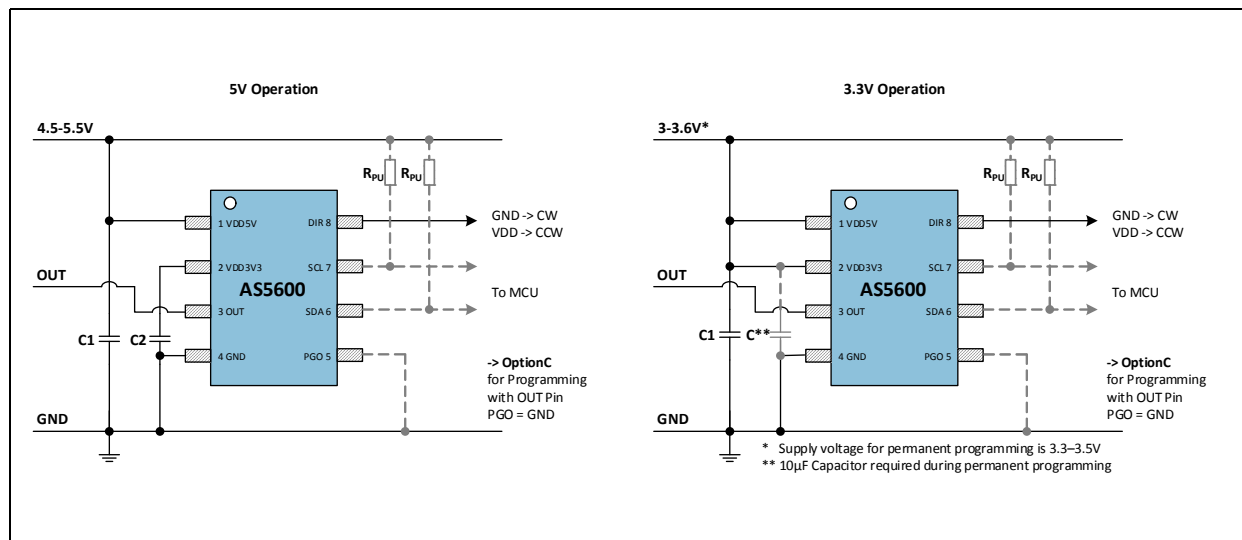 5V Operation
4.5-5.5V
RPU RPU
1 VDD5V
DIR 8
GND -> CW
VDD -> CCW
2 VDD3V3
SCL 7
OUT
AS5600
To MCU
3 OUT
SDA 6
C1
C2
4 GND
PGO 5
-> OptionC
for Programming
with OUT Pin
PGO = GND
GND
3.3V Operation
3-3.6V*
RPU RPU
1 VDD5V
DIR 8
GND -> CW
VDD -> CCW
2 VDD3V3
SCL 7
OUT
AS5600
To MCU
3 OUT
SDA 6
C1
C**
4 GND
PGO 5
-> OptionC
for Programming
with OUT Pin
PGO = GND
GND
* Supply voltage for permanent programming is 3.3–3.5V
** 10µF Capacitor required during permanent programming